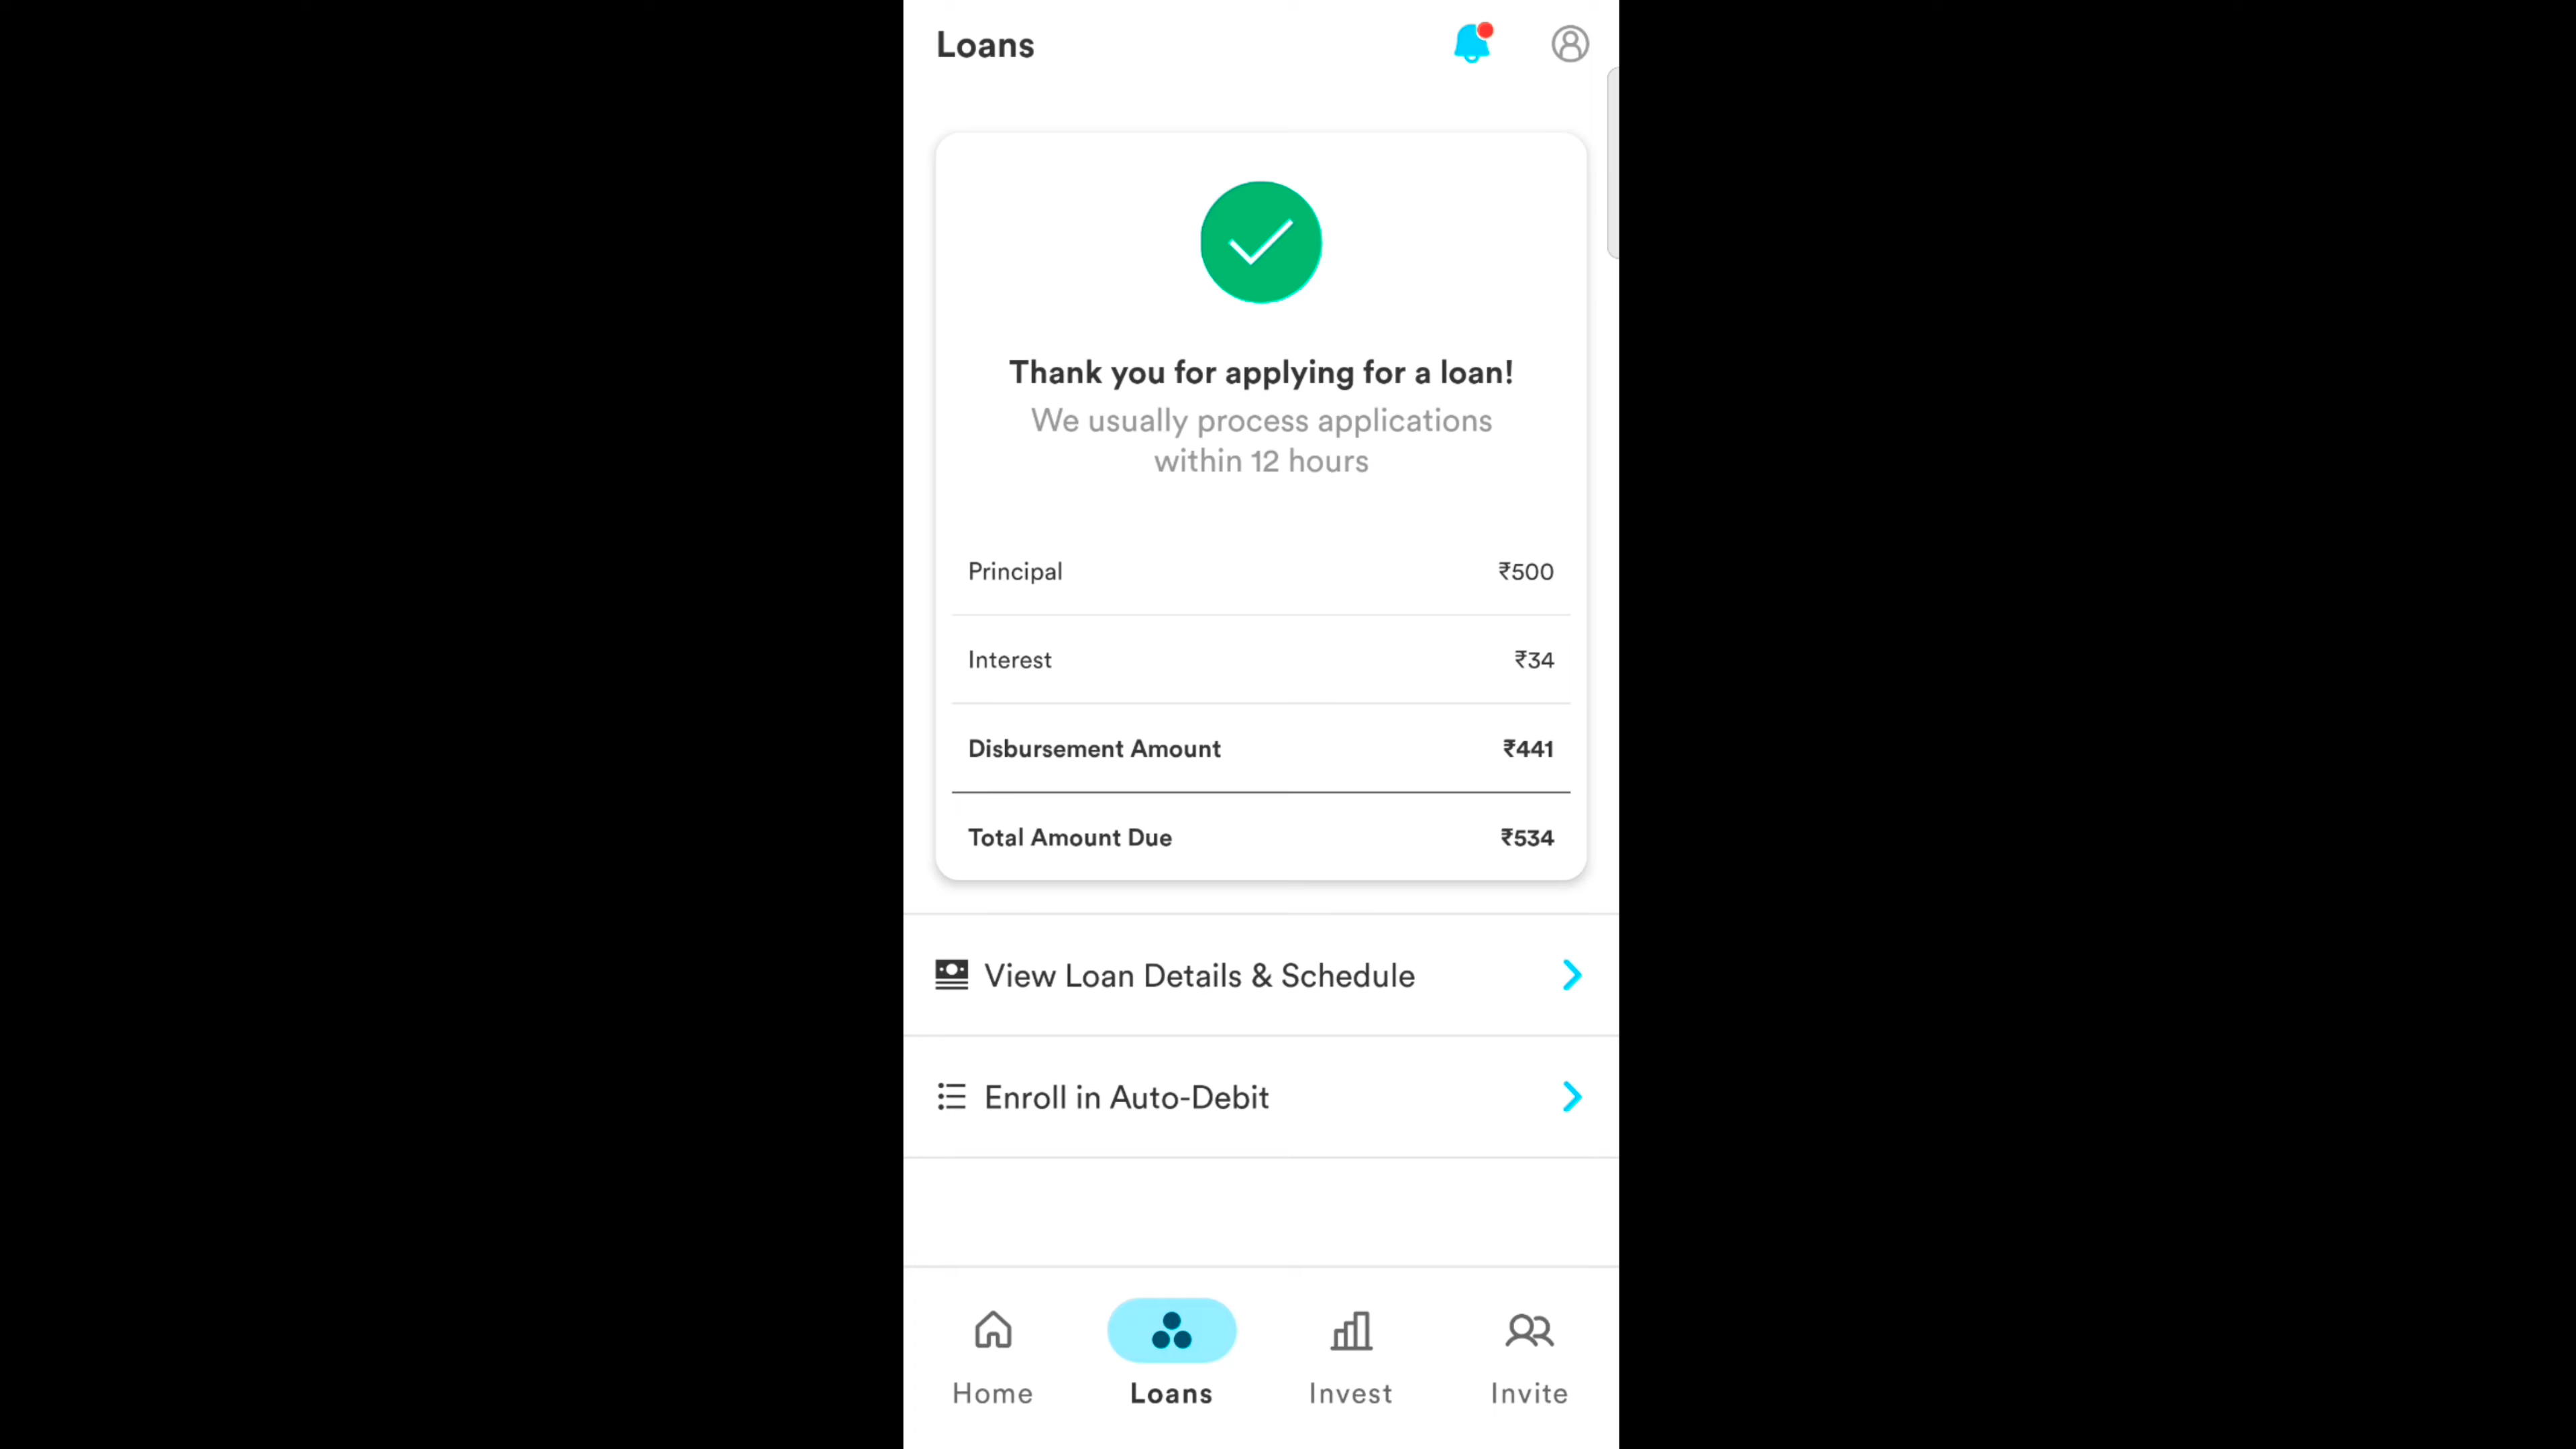 Loans
Thank you for applying for a loan!
We usually process applications
within 12 hours
Principal ₹500
Interest ₹34
Disbursement Amount ₹441
Total Amount Due ₹534
View Loan Details & Schedule
Enroll in Auto-Debit
Home Loans Invest Invite